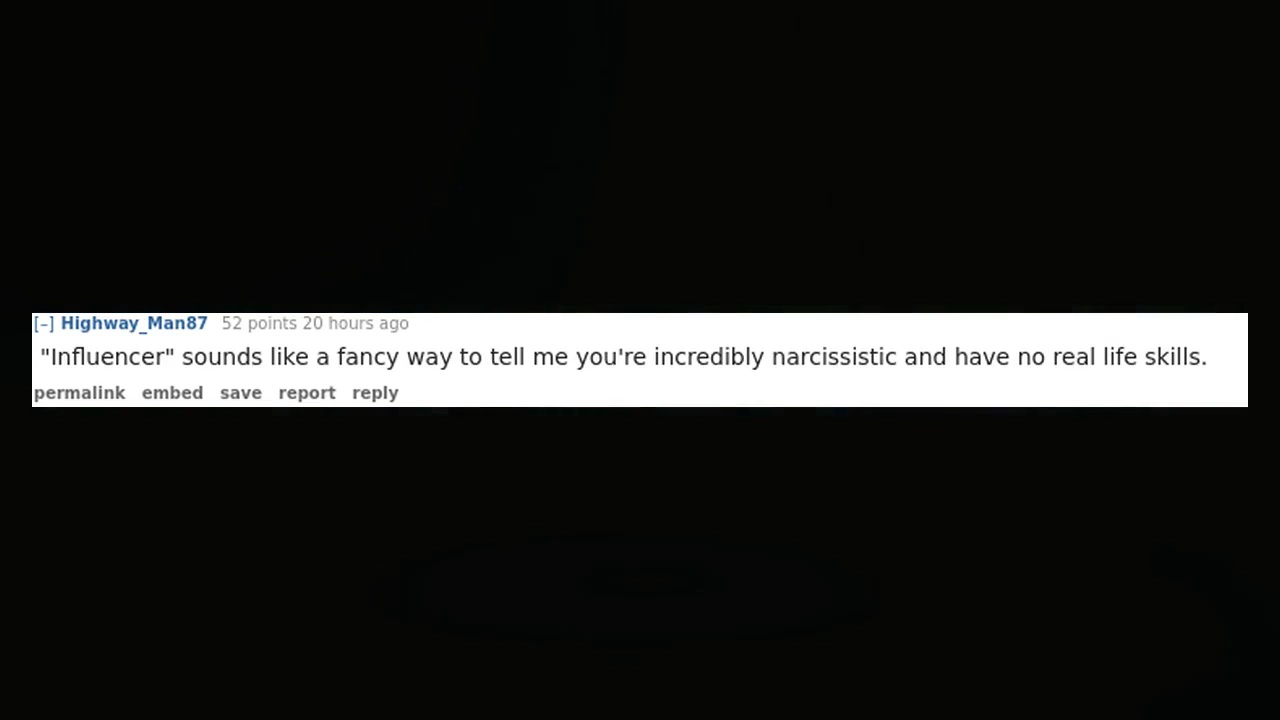 [–] Highway_Man87 52 points 20 hours ago
"Influencer" sounds like a fancy way to tell me you're incredibly narcissistic and have no real life skills.
permalink embed save report reply